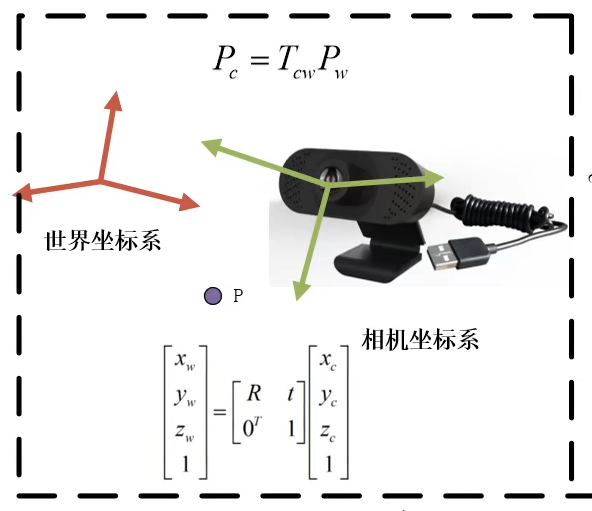 P_c = T_{cw} P_w
世界坐标系
P
相机坐标系
\begin{bmatrix} x_w \\ y_w \\ z_w \\ 1 \end{bmatrix} = \begin{bmatrix} R & t \\ 0^T & 1 \end{bmatrix} \begin{bmatrix} x_c \\ y_c \\ z_c \\ 1 \end{bmatrix}